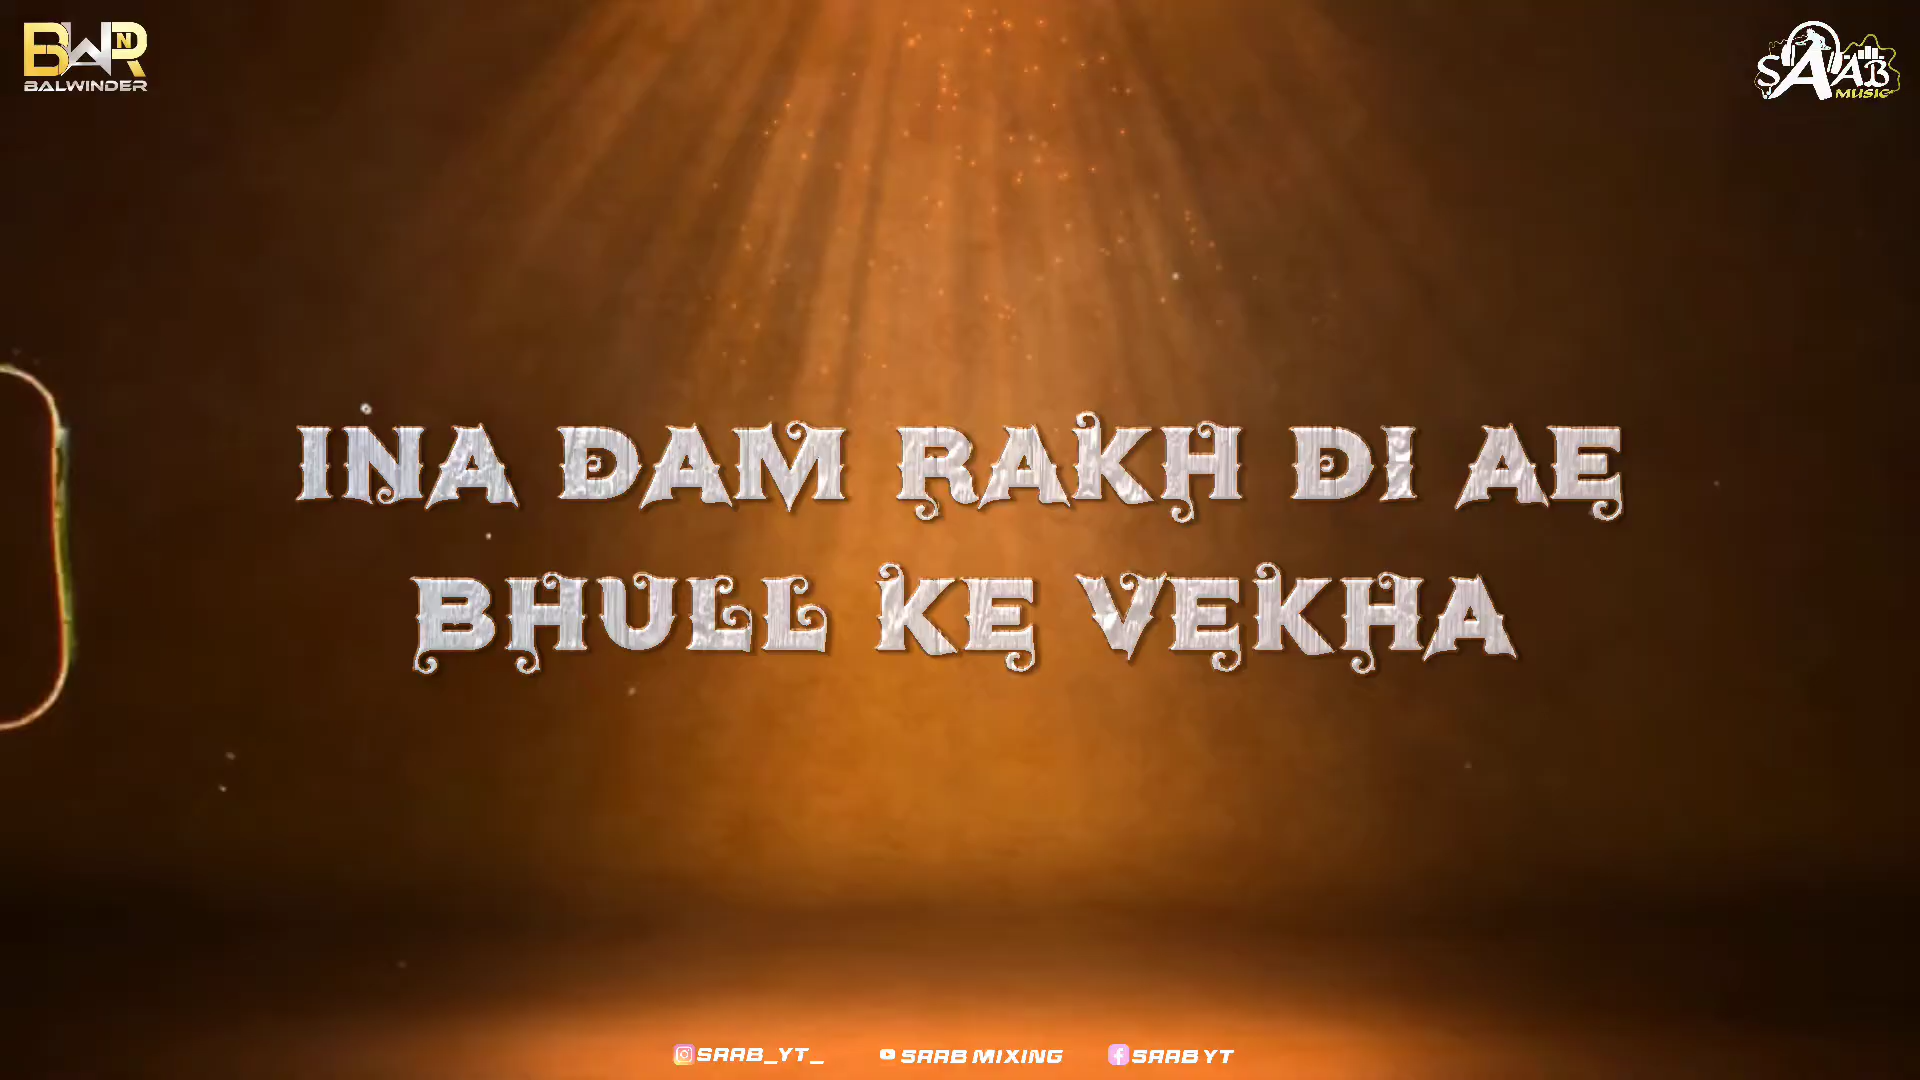 BWNR
BALWINDER
SAAB
MUSIC
INA DAM RAKH DI AE
BHULL KE VEKHA
SAAB_YT_
SAAB MIXING
SAAB YT